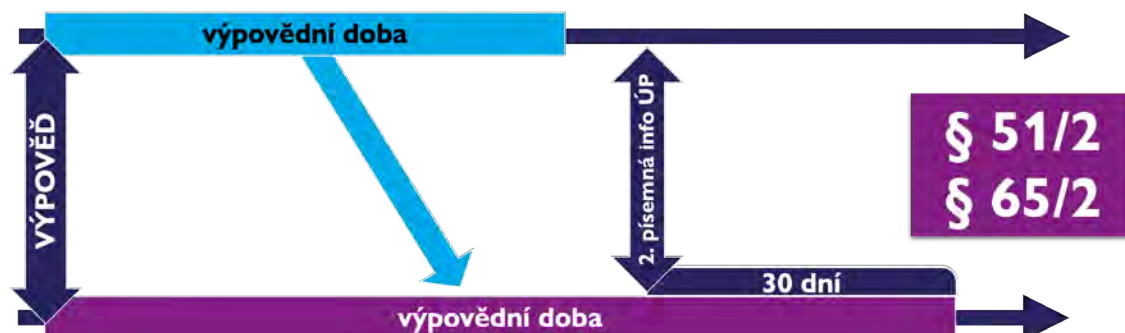 výpovědní doba
VÝPOVĚĎ
2. písemná info ÚP
§ 51/2
§ 65/2
30 dní
výpovědní doba